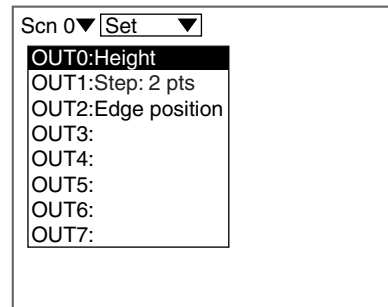 Scn 0▼ Set ▼
OUT0:Height
OUT1:Step: 2 pts
OUT2:Edge position
OUT3:
OUT4:
OUT5:
OUT6:
OUT7: